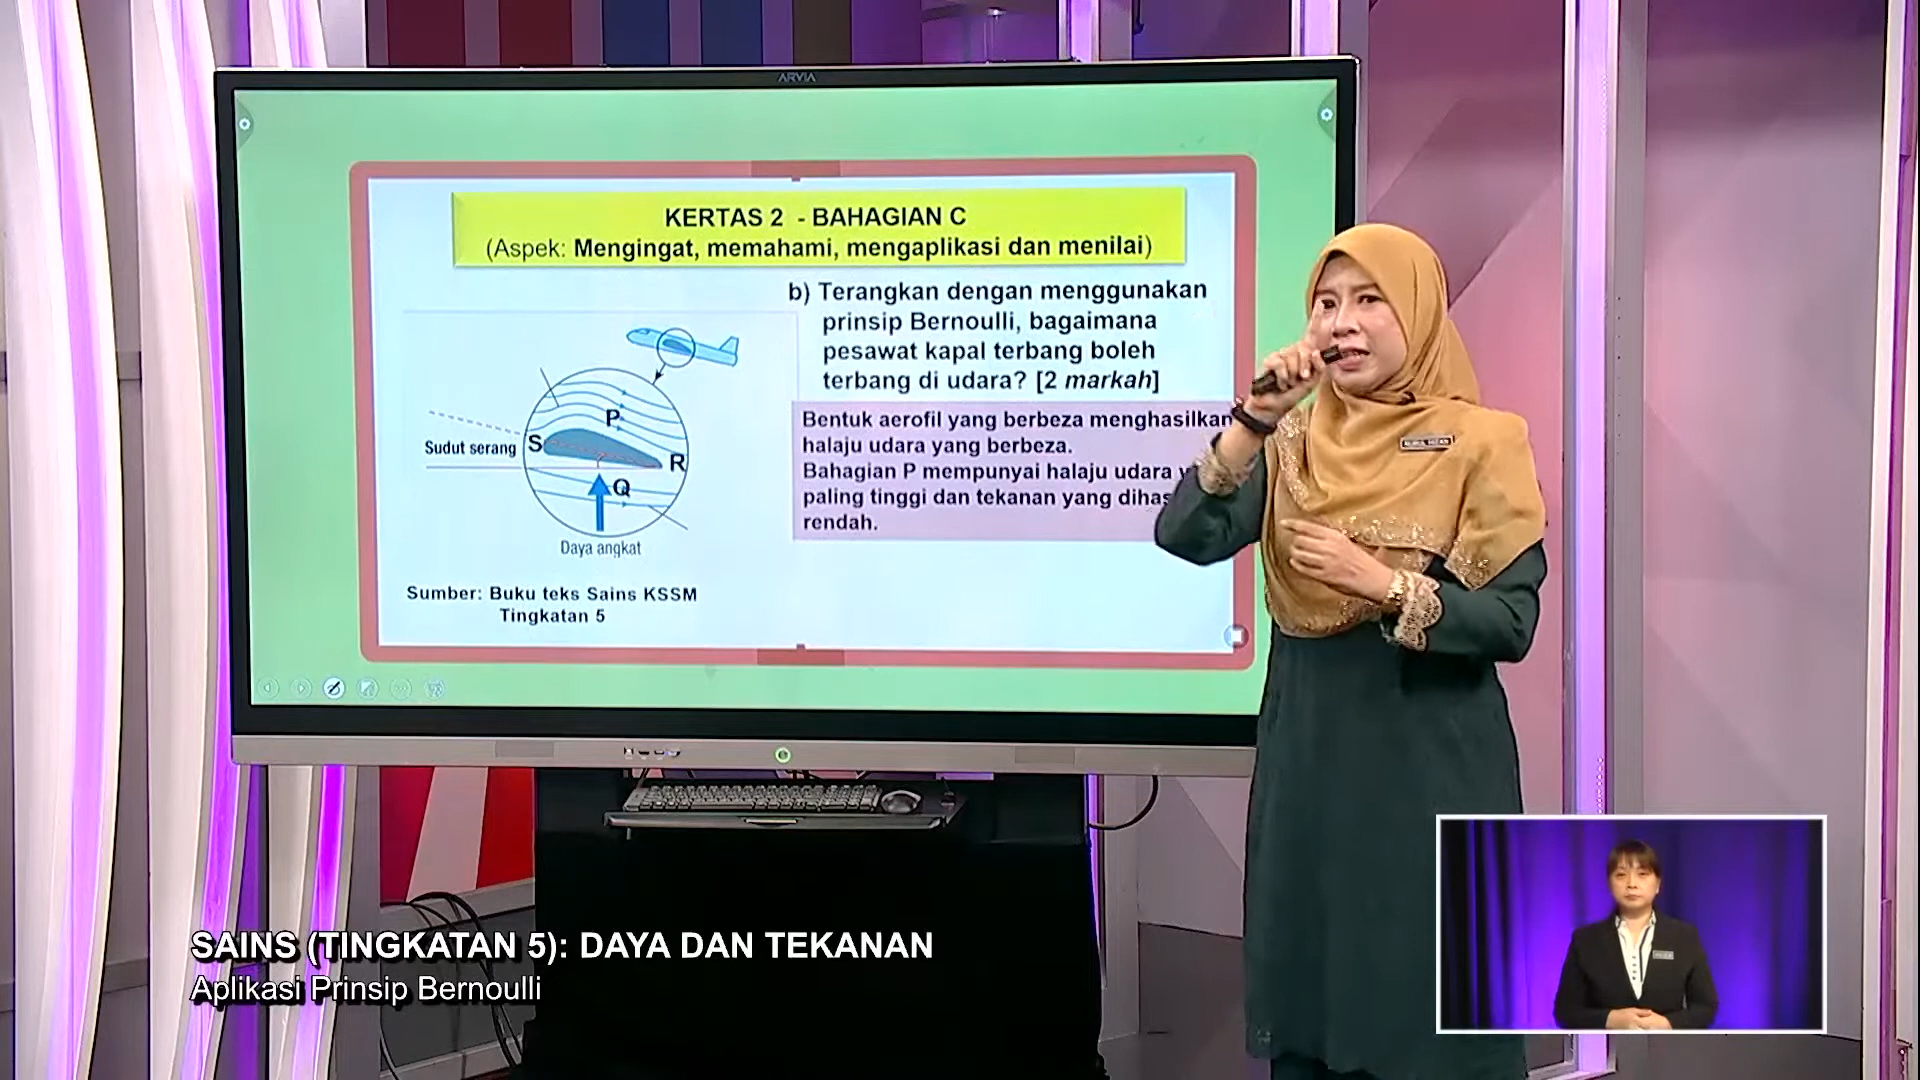 ARVIA
KERTAS 2 - BAHAGIAN C
(Aspek: Mengingat, memahami, mengaplikasi dan menilai)
b) Terangkan dengan menggunakan
prinsip Bernoulli, bagaimana
pesawat kapal terbang boleh
terbang di udara? [2 markah]
Bentuk aerofil yang berbeza menghasilkan
halaju udara yang berbeza.
Bahagian P mempunyai halaju udara
paling tinggi dan tekanan yang
rendah.
P
Sudut serang
S
R
Q
Daya angkat
Sumber: Buku teks Sains KSSM
Tingkatan 5
SAINS (TINGKATAN 5): DAYA DAN TEKANAN
Aplikasi Prinsip Bernoulli